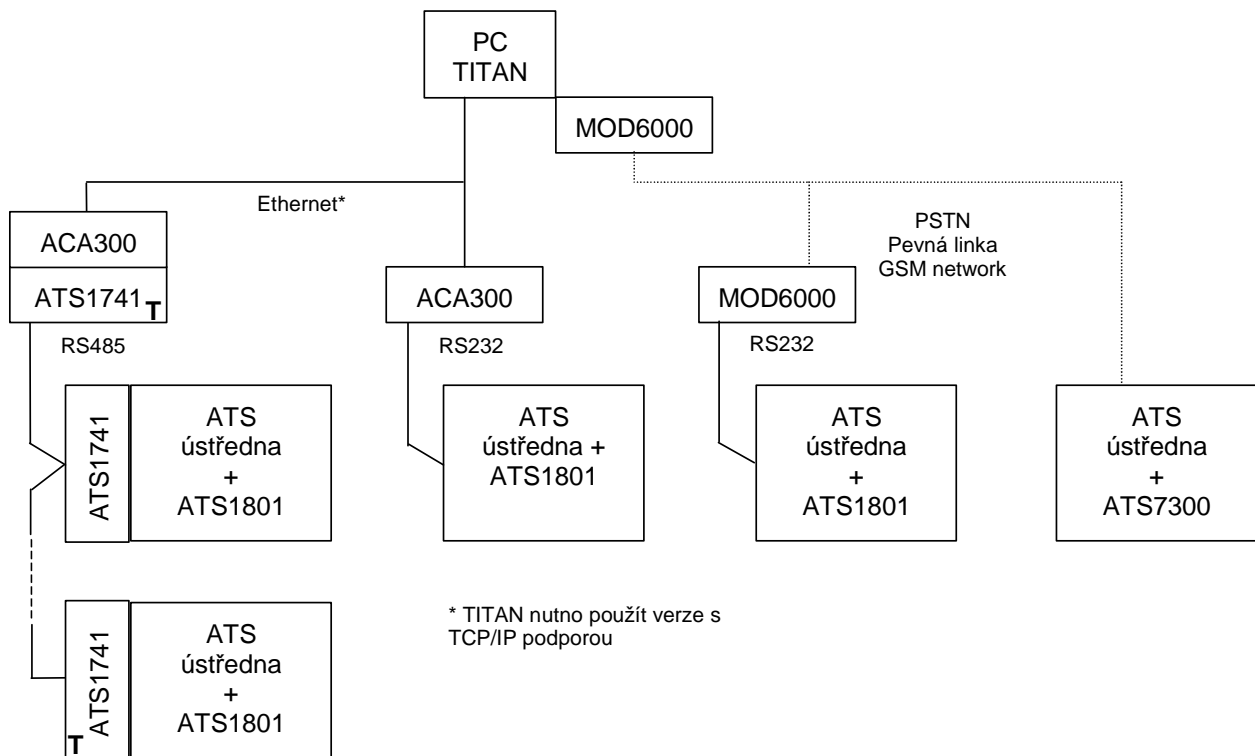 PC
TITAN
MOD6000
Ethernet*
PSTN
Pevná linka
GSM network
ACA300
ATS1741
T
RS485
ACA300
RS232
MOD6000
RS232
ATS1741
ATS
ústředna
+
ATS1801
ATS
ústředna +
ATS1801
ATS
ústředna
+
ATS1801
ATS
ústředna
+
ATS7300
ATS1741
T
ATS
ústředna
+
ATS1801
* TITAN nutno použít verze s
TCP/IP podporou